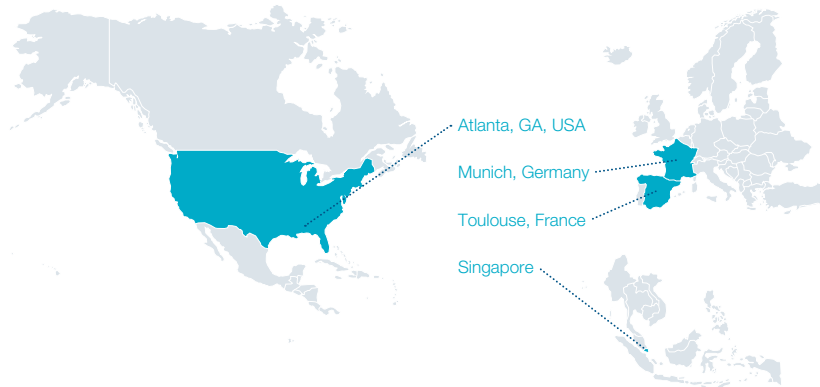 Atlanta, GA, USA
Munich, Germany
Toulouse, France
Singapore